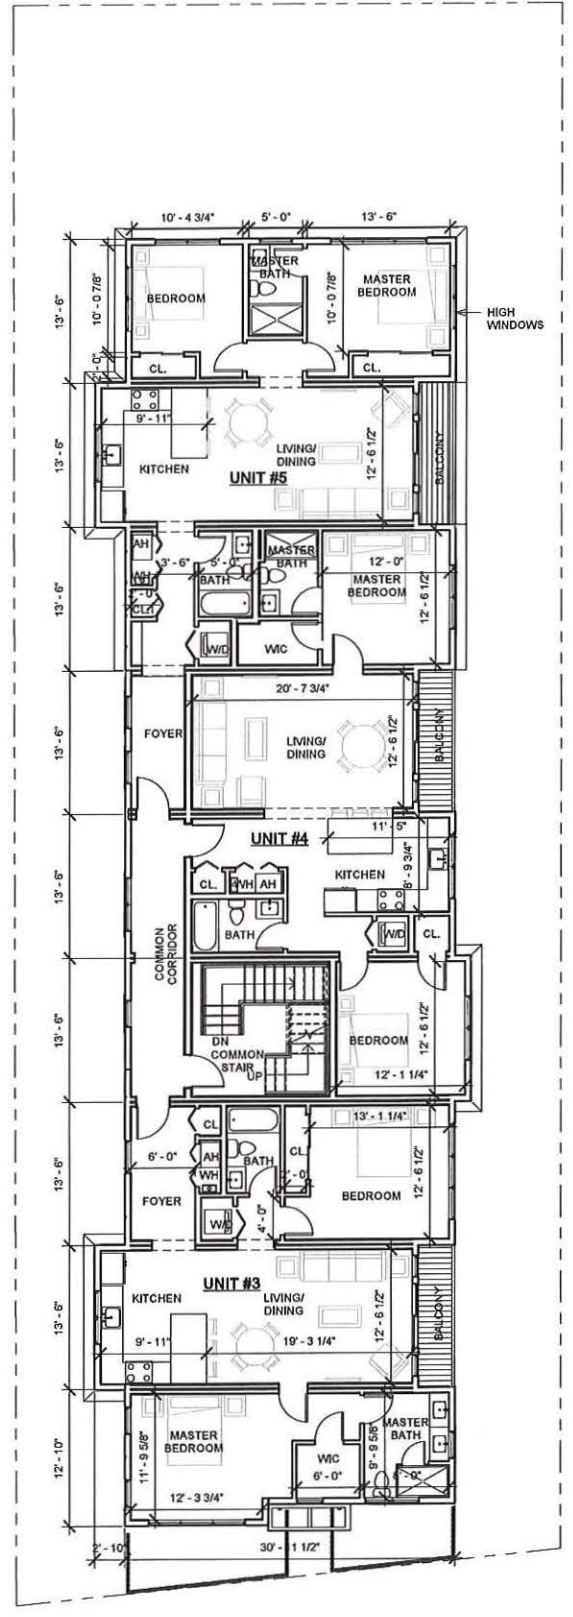 10' - 4 3/4"
5' - 0"
13' - 6"
13' - 6"
10' - 0 7/8"
BEDROOM
MASTER
BATH
10' - 0 7/8"
MASTER
BEDROOM
HIGH
WINDOWS
CL.
CL.
13' - 6"
9' - 11"
KITCHEN
LIVING/
DINING
UNIT #5
12' - 6 1/2"
BALCONY
13' - 6"
AH
WH
CL.
3' - 6"
5' - 0"
BATH
MASTER
BATH
12' - 0"
MASTER
BEDROOM
12' - 6 1/2"
W/D
WIC
13' - 6"
FOYER
20' - 7 3/4"
LIVING/
DINING
12' - 6 1/2"
BALCONY
13' - 6"
UNIT #4
11' - 5"
KITCHEN
8' - 9 3/4"
CL.
WH
AH
BATH
W/D
CL.
COMMON
CORRIDOR
13' - 6"
DN
COMMON
STAIR
UP
BEDROOM
12' - 6 1/2"
12' - 1 1/4"
13' - 6"
6' - 0"
CL.
AH
WH
BATH
CL.
13' - 1 1/4"
12' - 6 1/2"
BEDROOM
FOYER
W/D
4' - 0"
13' - 6"
KITCHEN
UNIT #3
LIVING/
DINING
9' - 11"
19' - 3 1/4"
12' - 6 1/2"
BALCONY
12' - 10"
11' - 9 5/8"
MASTER
BEDROOM
12' - 3 3/4"
WIC
6' - 0"
9' - 9 5/8"
MASTER
BATH
2' - 10"
30' - 11 1/2"